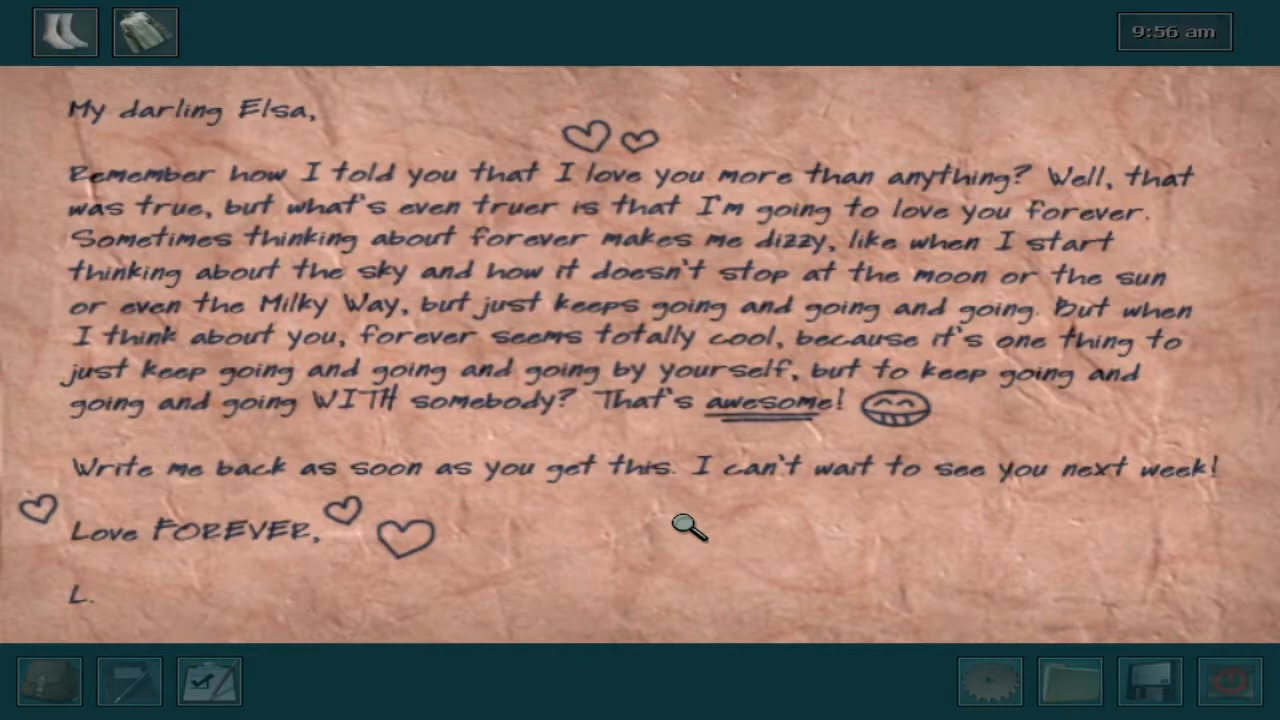 9:56 am
My darling Elsa,
Remember how I told you that I love you more than anything? Well, that
was true, but what's even truer is that I'm going to love you forever.
Sometimes thinking about forever makes me dizzy, like when I start
thinking about the sky and how it doesn't stop at the moon or the sun
or even the Milky Way, but just keeps going and going and going. But when
I think about you, forever seems totally cool, because it's one thing to
just keep going and going and going by yourself, but to keep going and
going and going WITH somebody? That's awesome!
Write me back as soon as you get this. I can't wait to see you next week!
Love FOREVER,
L.